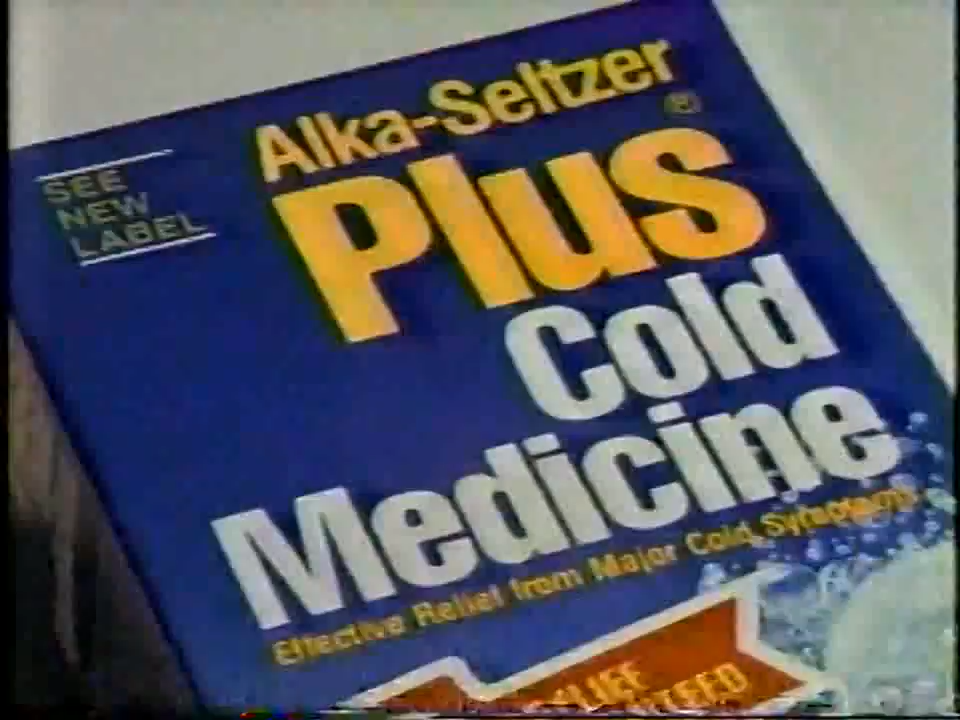 SEE
NEW
LABEL
Alka-Seltzer®
Plus
Cold
Medicine
Effective Relief from Major Cold Symptoms